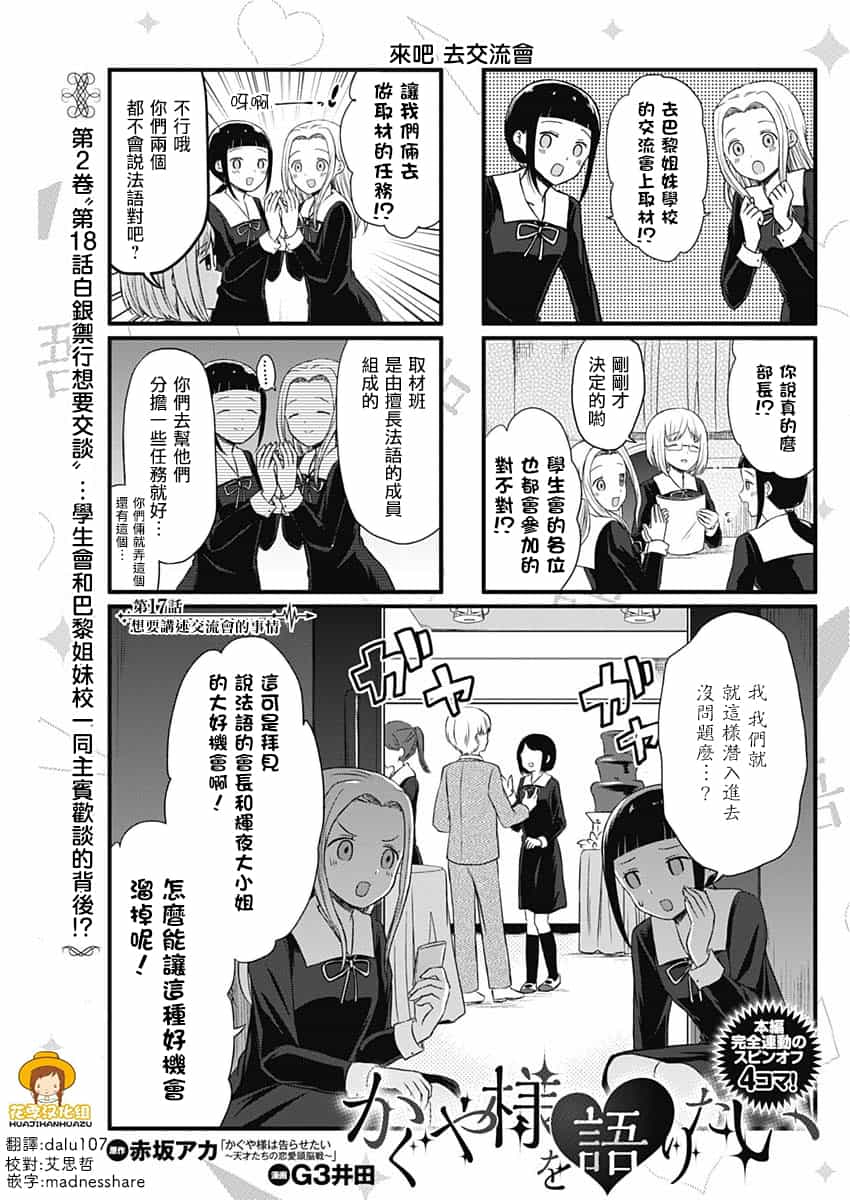 來吧 去交流會
去巴黎姐妹學校
的交流會上取材!?
讓我們倆去
做取材的任務!?
呀啊
不行哦
你們兩個
都不會說法語對吧?
你說真的麼
部長!?
剛剛才
決定的喲
學生會的各位
也都會參加的
對不對!?
取材班
是由擅長法語的成員
組成的
……
你們去幫他們
分擔一些任務就好…
你們倆就弄這個
還有這個…
第17話
想要講述交流會的事情
我 我們就
就這樣潛入進去
沒問題麼…?
ガヤ
ガヤ
這可是拜見
說法語的會長和輝夜大小姐
的大好機會啊!
怎麼能讓這種好機會
溜掉呢!
第2卷〝第18話白銀禦行想要交談〟…學生會和巴黎姐妹校一同主賓歡談的背後!?
本編
完全連動の
スピンオフ
4コマ!
かぐや様を語りたい
原作 赤坂アカ「かぐや様は告らせたい
~天才たちの恋愛頭脳戦~」
漫画 G3井田
花字汉化组
HUAJIHANHUAZU
翻譯:dalu107
校對:艾思哲
嵌字:madnesshare